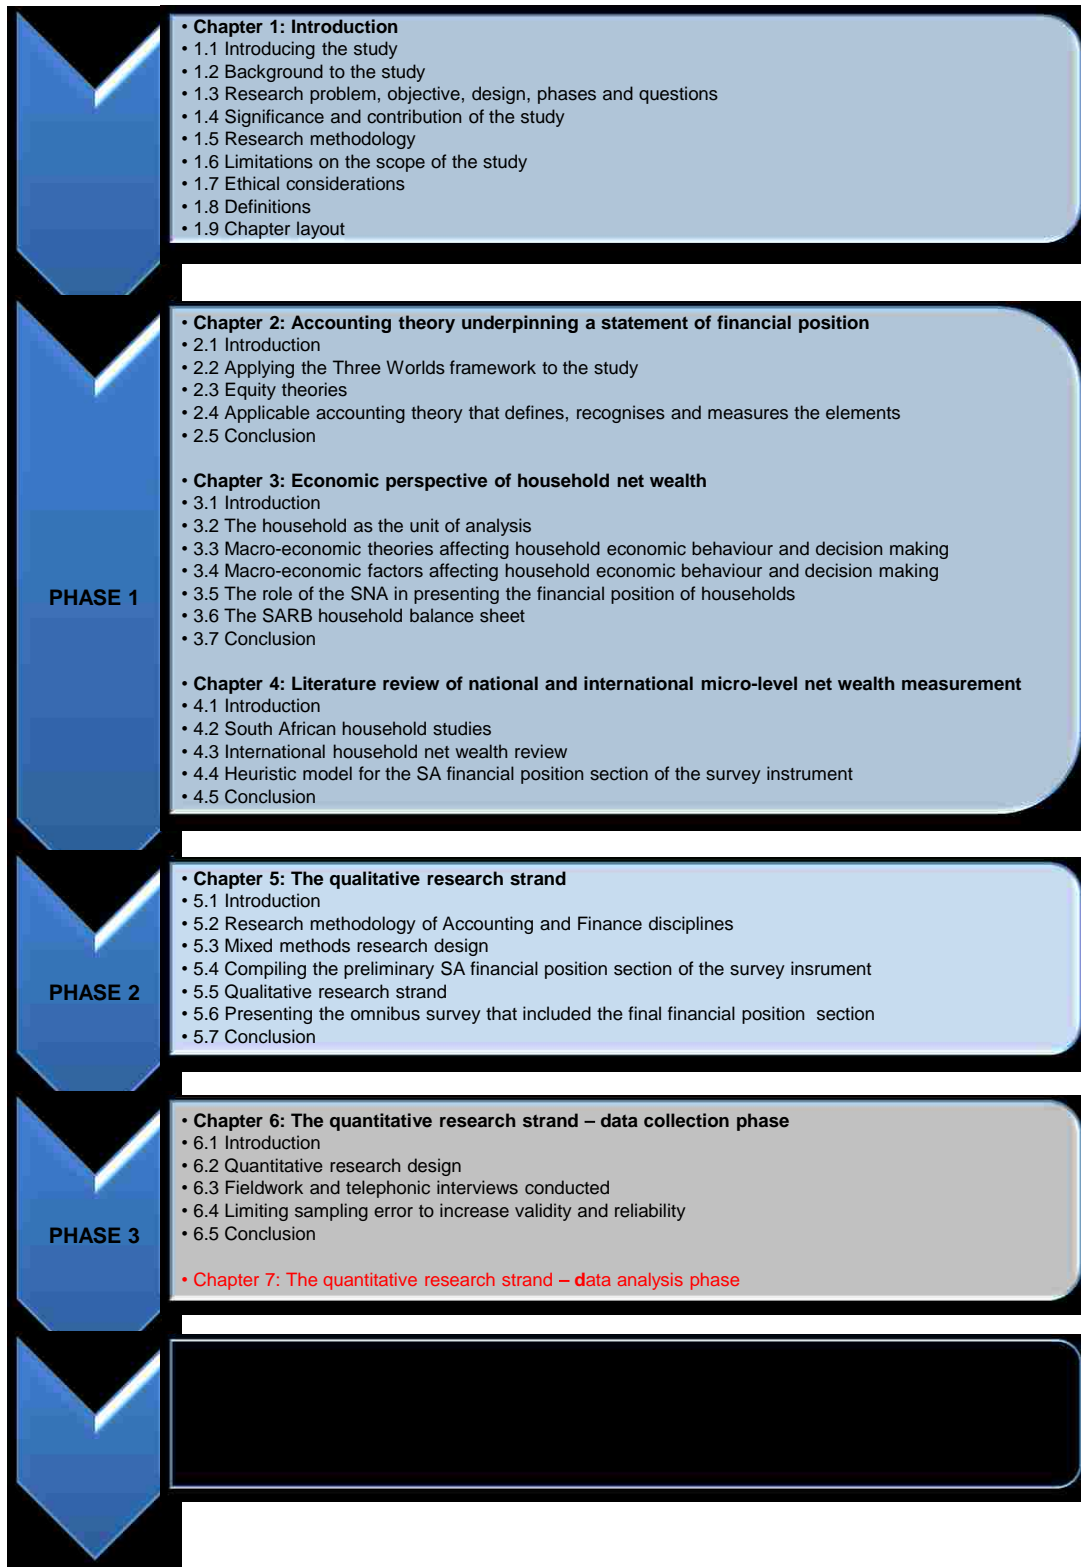 • Chapter 1: Introduction
• 1.1 Introducing the study
• 1.2 Background to the study
• 1.3 Research problem, objective, design, phases and questions
• 1.4 Significance and contribution of the study
• 1.5 Research methodology
• 1.6 Limitations on the scope of the study
• 1.7 Ethical considerations
• 1.8 Definitions
• 1.9 Chapter layout
PHASE 1
• Chapter 2: Accounting theory underpinning a statement of financial position
• 2.1 Introduction
• 2.2 Applying the Three Worlds framework to the study
• 2.3 Equity theories
• 2.4 Applicable accounting theory that defines, recognises and measures the elements
• 2.5 Conclusion
• Chapter 3: Economic perspective of household net wealth
• 3.1 Introduction
• 3.2 The household as the unit of analysis
• 3.3 Macro-economic theories affecting household economic behaviour and decision making
• 3.4 Macro-economic factors affecting household economic behaviour and decision making
• 3.5 The role of the SNA in presenting the financial position of households
• 3.6 The SARB household balance sheet
• 3.7 Conclusion
• Chapter 4: Literature review of national and international micro-level net wealth measurement
• 4.1 Introduction
• 4.2 South African household studies
• 4.3 International household net wealth review
• 4.4 Heuristic model for the SA financial position section of the survey instrument
• 4.5 Conclusion
PHASE 2
• Chapter 5: The qualitative research strand
• 5.1 Introduction
• 5.2 Research methodology of Accounting and Finance disciplines
• 5.3 Mixed methods research design
• 5.4 Compiling the preliminary SA financial position section of the survey insrument
• 5.5 Qualitative research strand
• 5.6 Presenting the omnibus survey that included the final financial position section
• 5.7 Conclusion
PHASE 3
• Chapter 6: The quantitative research strand – data collection phase
• 6.1 Introduction
• 6.2 Quantitative research design
• 6.3 Fieldwork and telephonic interviews conducted
• 6.4 Limiting sampling error to increase validity and reliability
• 6.5 Conclusion
• Chapter 7: The quantitative research strand – data analysis phase